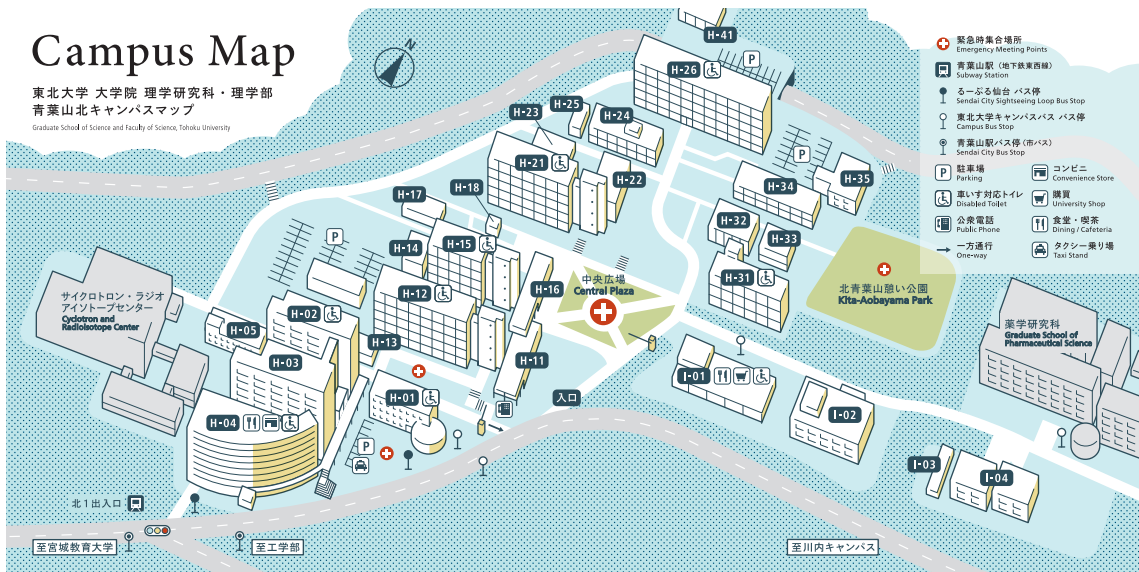 Campus Map
東北大学 大学院 理学研究科・理学部
青葉山北キャンパスマップ
Graduate School of Science and Faculty of Science, Tohoku University
N
緊急時集合場所
Emergency Meeting Points
青葉山駅（地下鉄東西線）
Subway Station
るーぷる仙台 バス停
Sendai City Sightseeing Loop Bus Stop
東北大学キャンパスバス バス停
Campus Bus Stop
青葉山駅バス停（市バス）
Sendai City Bus Stop
P
駐車場
Parking
コンビニ
Convenience Store
車いす対応トイレ
Disabled Toilet
購買
University Shop
公衆電話
Public Phone
食堂・喫茶
Dining / Cafeteria
一方通行
One-way
タクシー乗り場
Taxi Stand
H-41
P
H-26
H-25
H-24
H-23
H-21
H-22
P
H-35
H-34
H-18
H-17
H-32
H-33
H-31
P
H-14
H-15
H-16
H-12
中央広場
Central Plaza
北青葉山憩い公園
Kita-Aobayama Park
サイクロトロン・ラジオ
アイソトープセンター
Cyclotron and
Radioisotope Center
H-05
H-02
H-13
H-03
H-11
薬学研究科
Graduate School of
Pharmaceutical Science
I-01
H-01
入口
H-04
P
I-02
I-03
I-04
北1出入口
至宮城教育大学
至工学部
至川内キャンパス